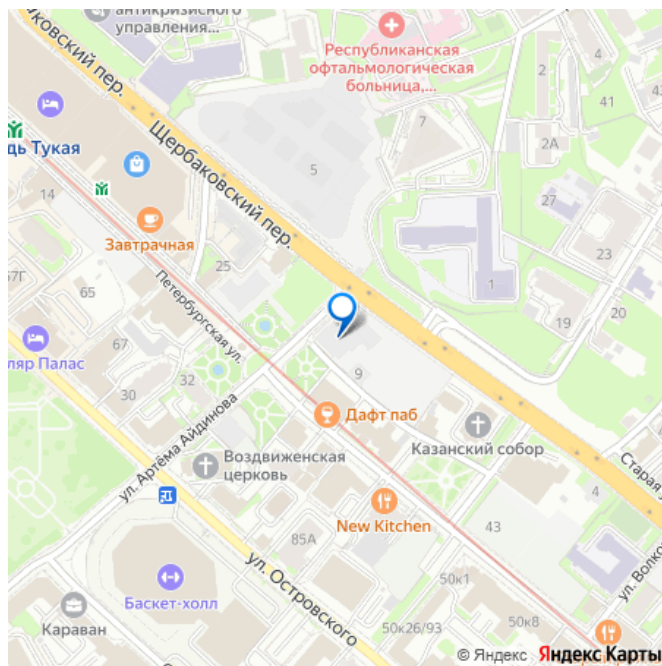 антикризисного
управления...
Республиканская
офтальмологическая
больница,...
ковский пер.
2
41
7
2А
дь Тукая
14
Щербаковский пер.
5
27
Завтрачная
25
23
67Г
65
Петербургская ул.
1
20
19
ляр Палас
67
30
32
9
Дафт паб
ул. Артёма Айдинова
Воздвиженская
церковь
Казанский собор
Старая
4
New Kitchen
43
85А
ул. Островского
ул. Волко
Баскет-холл
50к1
Караван
50к26/93
50к8
© Яндекс Яндекс Карты